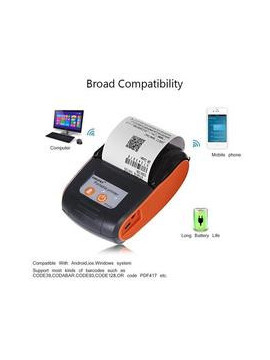 Broad Compatibility
Computer
Mobile phone
Long Battery Life
Compatible With Android,ios,Windows system
Support most kinds of barcodes such as
CODE39,CODABAR,CODE93,CODE128,QR code PDF417 etc.